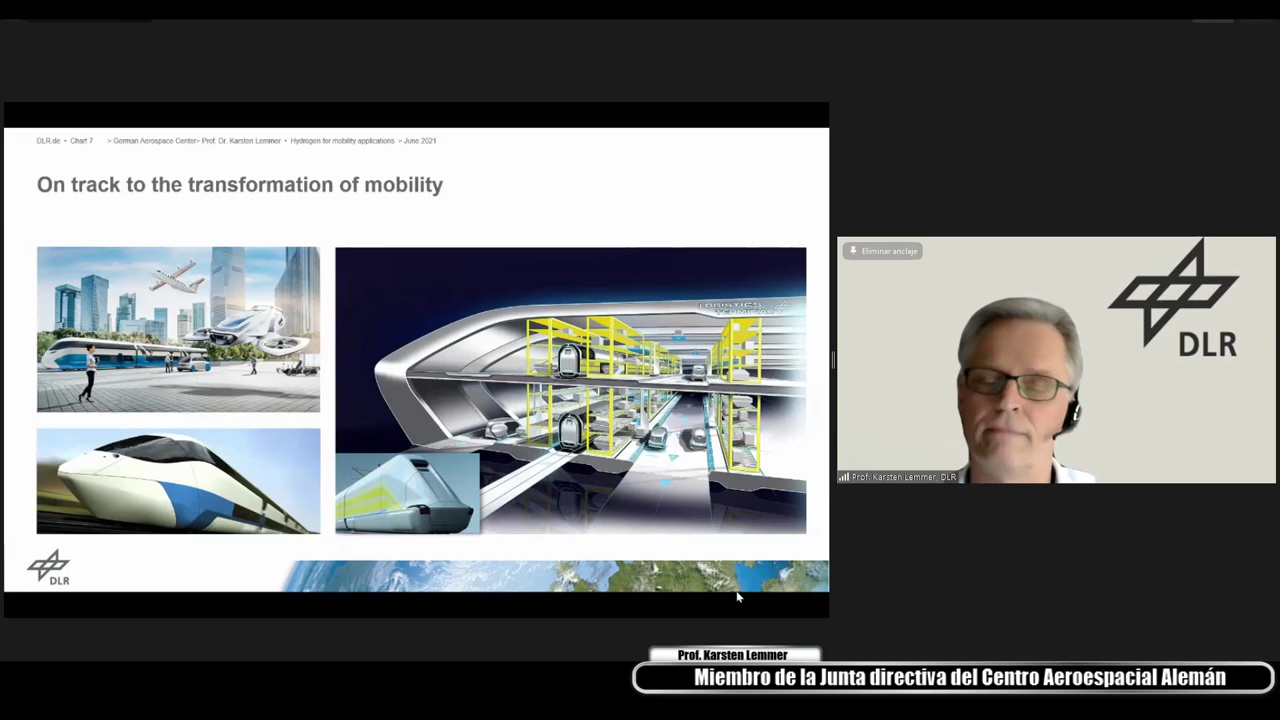 DLR.de • Chart 7 > German Aerospace Center> Prof. Dr. Karsten Lemmer • Hydrogen for mobility applications > June 2021
On track to the transformation of mobility
LOGISTICS
TERMINAL
DLR
Eliminar anclaje
DLR
Prof. Karsten Lemmer DLR
Prof. Karsten Lemmer
Miembro de la Junta directiva del Centro Aeroespacial Alemán